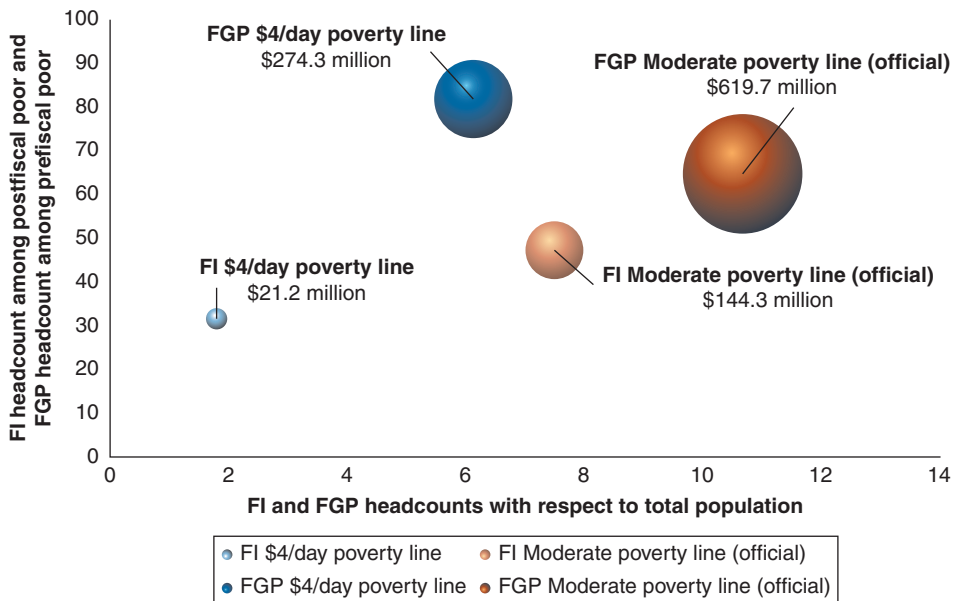 FI headcount among postfiscal poor and
FGP headcount among prefiscal poor
100
90
80
70
60
50
40
30
20
10
0
FGP $4/day poverty line
$274.3 million
FGP Moderate poverty line (official)
$619.7 million
FI $4/day poverty line
$21.2 million
FI Moderate poverty line (official)
$144.3 million
0 2 4 6 8 10 12 14
FI and FGP headcounts with respect to total population
FI $4/day poverty line FI Moderate poverty line (official)
FGP $4/day poverty line FGP Moderate poverty line (official)